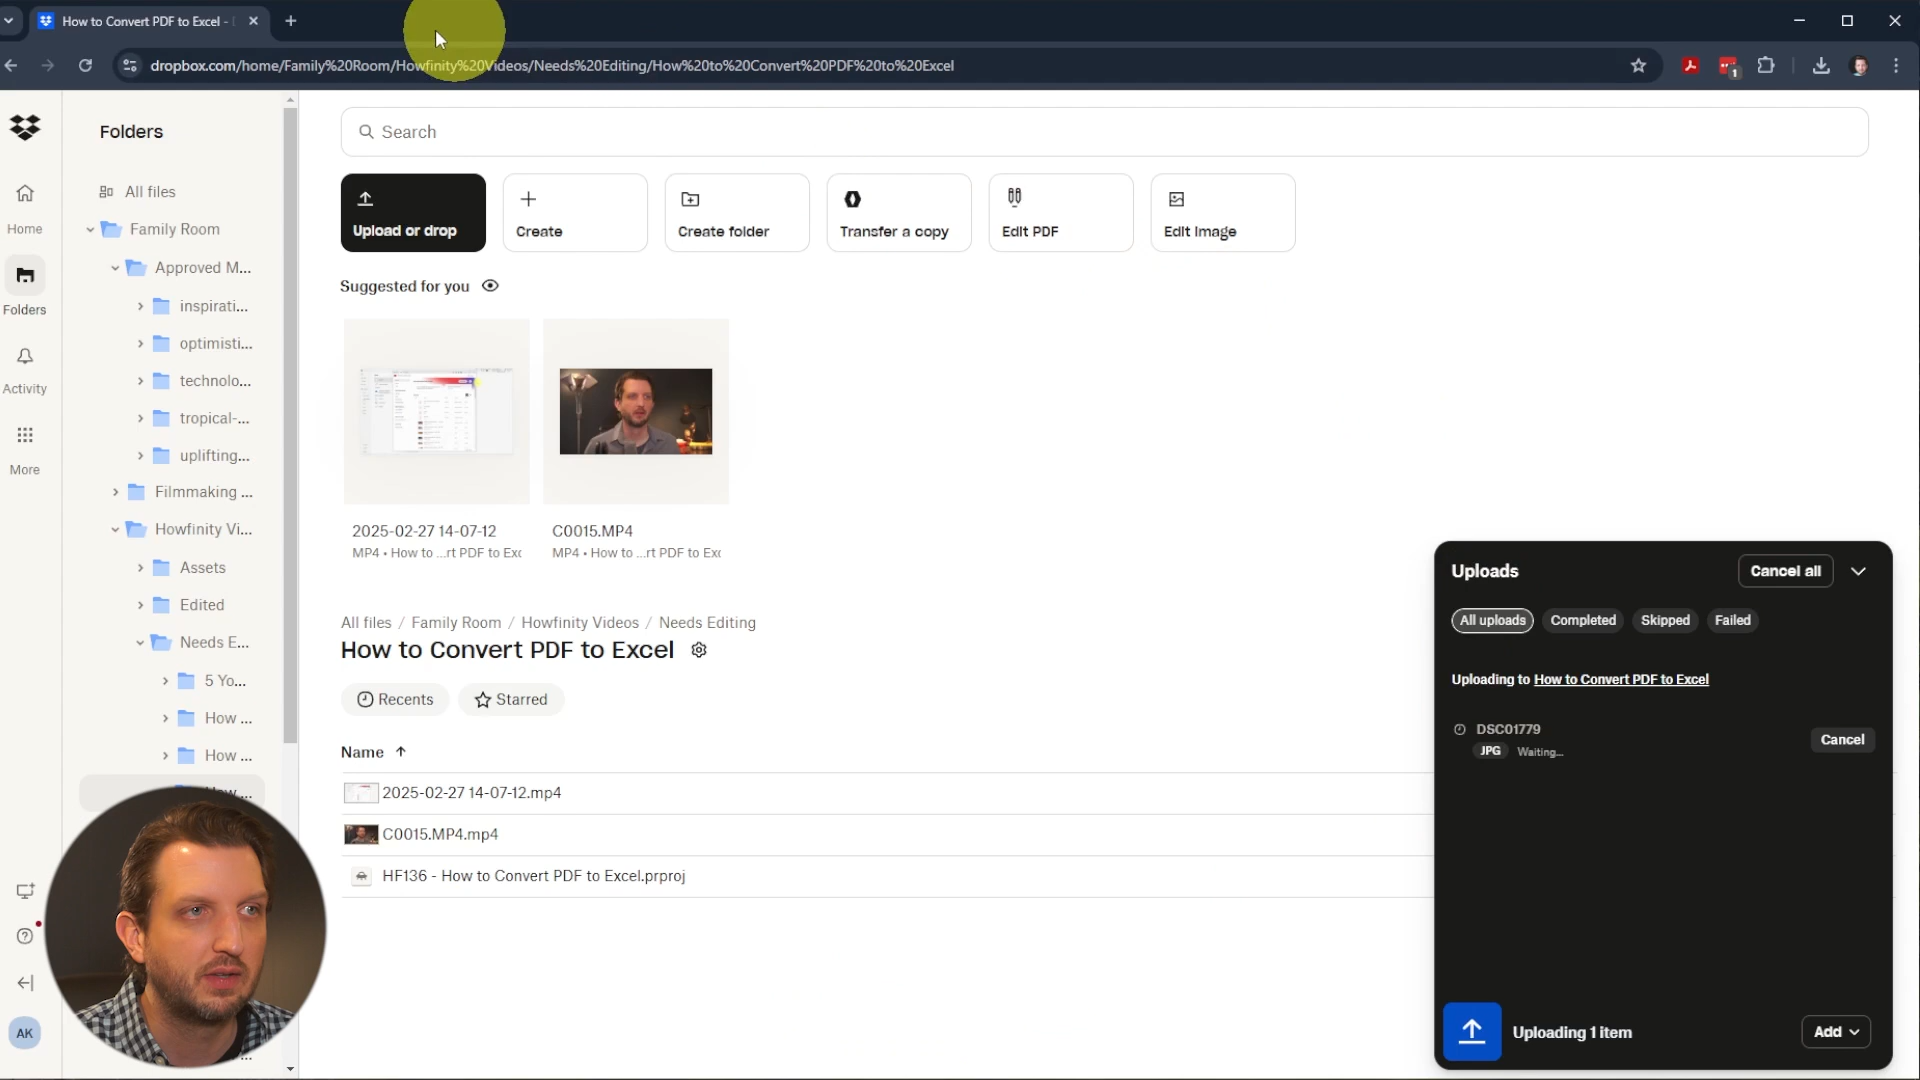 How to Convert PDF to Excel -
dropbox.com/home/Family%20Room/Howfinity%20Videos/Needs%20Editing/How%20to%20Convert%20PDF%20to%20Excel
1
Home
Folders
Activity
More
AK
Folders
All files
Family Room
Approved M...
inspirati...
optimisti...
technolo...
tropical-...
uplifting...
Filmmaking ...
Howfinity Vi...
Assets
Edited
Needs E...
5 Yo...
How ...
How ...
Search
Upload or drop
Create
Create folder
Transfer a copy
Edit PDF
Edit Image
Suggested for you
2025-02-27 14-07-12
MP4 • How to ...rt PDF to Exc
C0015.MP4
MP4 • How to ...rt PDF to Exc
All files / Family Room / Howfinity Videos / Needs Editing
How to Convert PDF to Excel
Recents
Starred
Name
2025-02-27 14-07-12.mp4
C0015.MP4.mp4
HF136 - How to Convert PDF to Excel.prproj
Uploads
Cancel all
All uploads
Completed
Skipped
Failed
Uploading to How to Convert PDF to Excel
DSC01779
JPG
Waiting...
Cancel
Uploading 1 item
Add